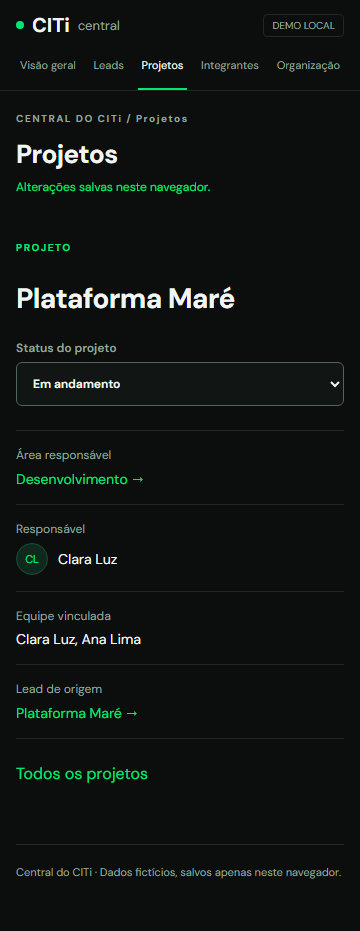 CITi central
DEMO LOCAL
Visão geral Leads Projetos Integrantes Organização
CENTRAL DO CITi / Projetos
Projetos
Alterações salvas neste navegador.
PROJETO
Plataforma Maré
Status do projeto
Em andamento
Área responsável
Desenvolvimento →
Responsável
CL Clara Luz
Equipe vinculada
Clara Luz, Ana Lima
Lead de origem
Plataforma Maré →
Todos os projetos
Central do CITi · Dados fictícios, salvos apenas neste navegador.